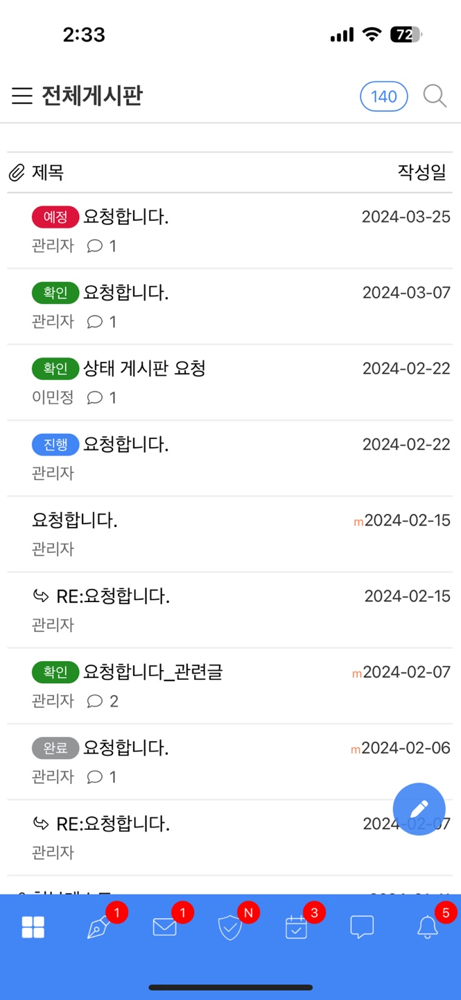 2:33
72
전체게시판
140
제목
작성일
예정 요청합니다. 2024-03-25
관리자 1
확인 요청합니다. 2024-03-07
관리자 1
확인 상태 게시판 요청 2024-02-22
이민정 1
진행 요청합니다. 2024-02-22
관리자
요청합니다. m2024-02-15
관리자
RE:요청합니다. 2024-02-15
관리자
확인 요청합니다_관련글 m2024-02-07
관리자 2
완료 요청합니다. m2024-02-06
관리자 1
RE:요청합니다. 2024-02-07
관리자
1
1
N
3
5